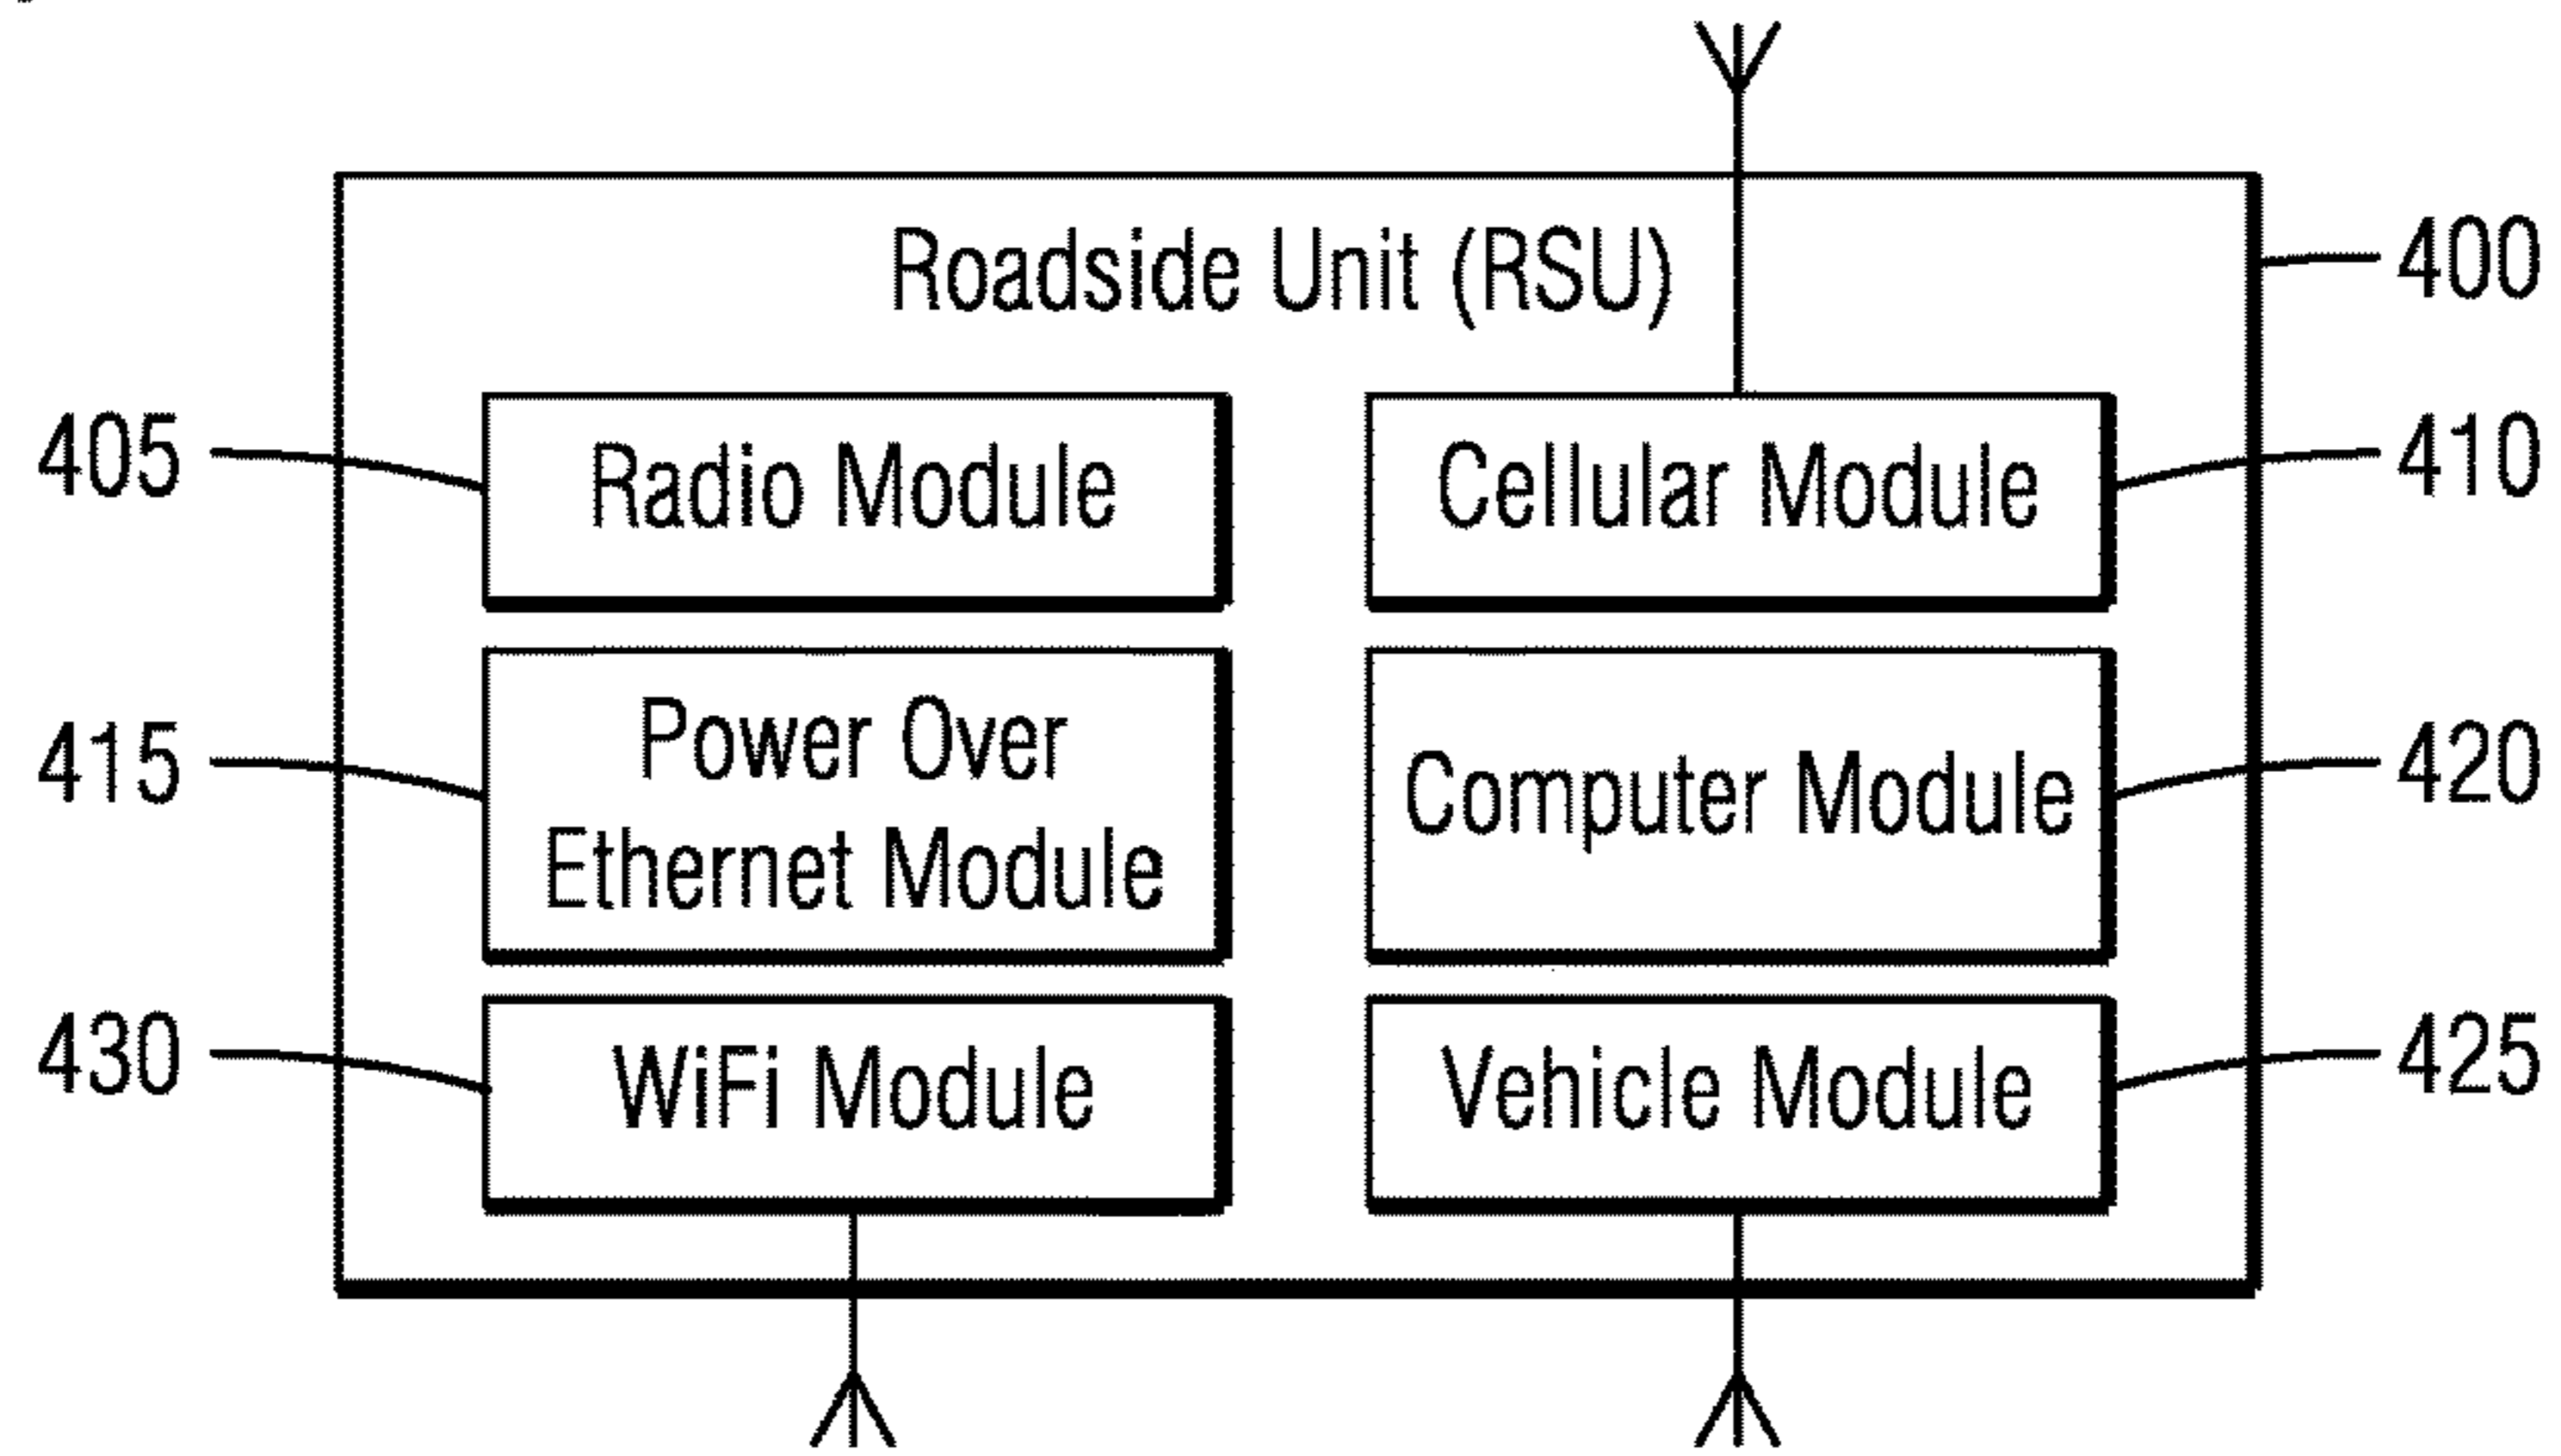 Roadside Unit (RSU)
400
405
Radio Module
Cellular Module
410
415
Power Over
Ethernet Module
Computer Module
420
430
WiFi Module
Vehicle Module
425